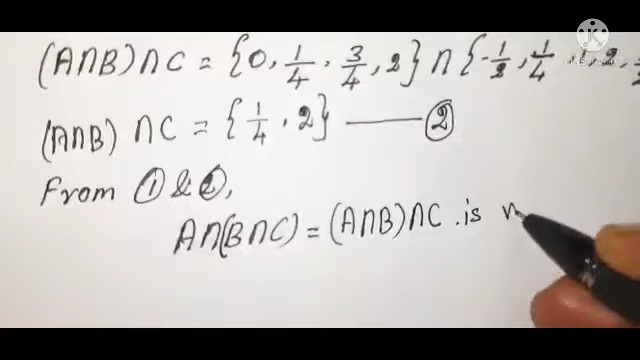 (A∩B)∩C = {0, 1/4, 3/4, 2} ∩ {-1/2, 1/4
(A∩B) ∩C = {1/4, 2} —— ②
From ① & ②,
A∩(B∩C) = (A∩B)∩C . is